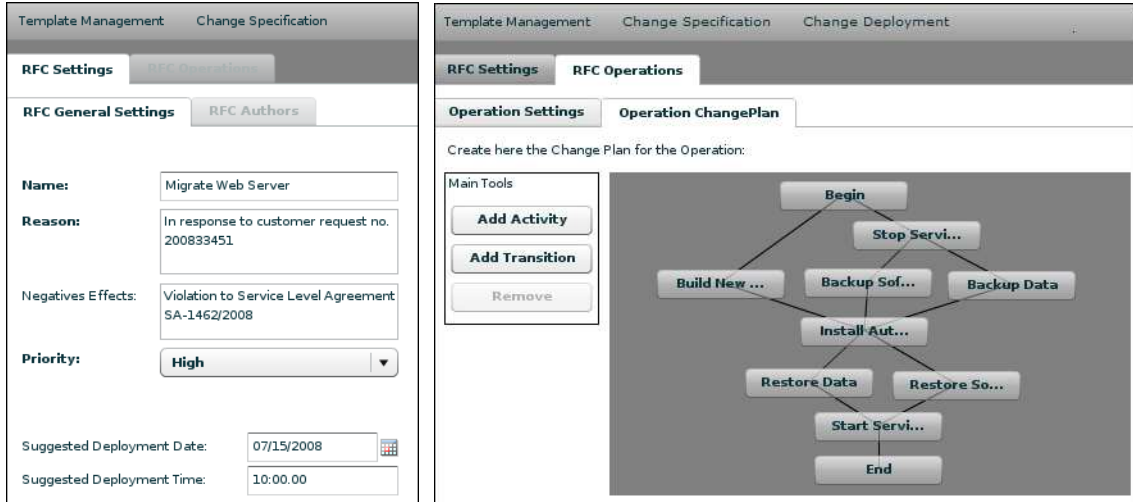 Template Management Change Specification
RFC Settings RFC Operations
RFC General Settings RFC Authors
Name: Migrate Web Server
Reason: In response to customer request no.
200833451
Negatives Effects: Violation to Service Level Agreement
SA-1462/2008
Priority: High
Suggested Deployment Date: 07/15/2008
Suggested Deployment Time: 10:00.00
Template Management Change Specification Change Deployment
RFC Settings RFC Operations
Operation Settings Operation ChangePlan
Create here the Change Plan for the Operation:
Main Tools
Add Activity
Add Transition
Remove
Begin
Stop Servi...
Build New ... Backup Sof... Backup Data
Install Aut...
Restore Data Restore So...
Start Servi...
End